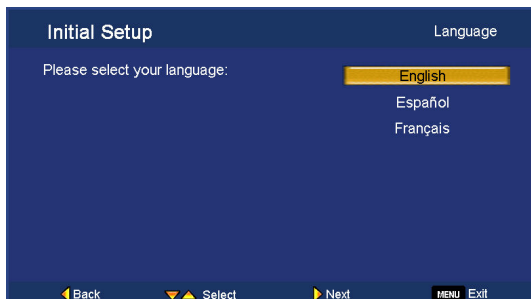 Initial Setup Language
Please select your language: English
Español
Français
Back Select Next MENU Exit